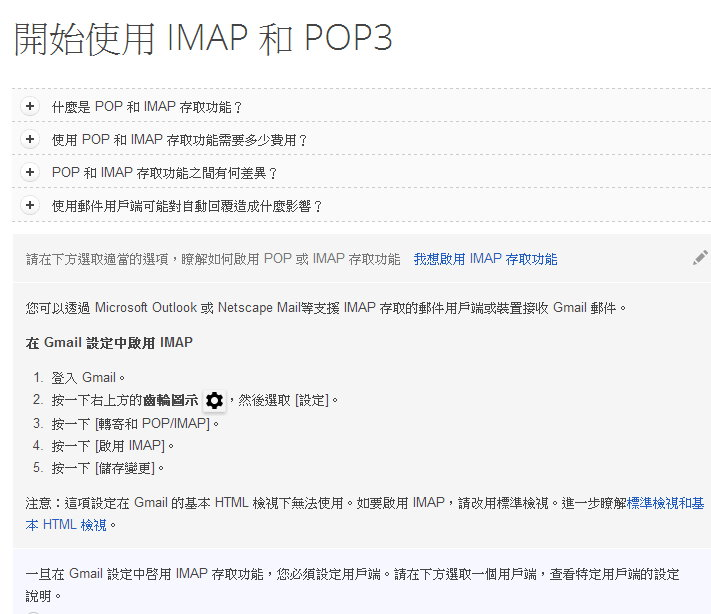 開始使用 IMAP 和 POP3
什麼是 POP 和 IMAP 存取功能？
使用 POP 和 IMAP 存取功能需要多少費用？
POP 和 IMAP 存取功能之間有何差異？
使用郵件用戶端可能對自動回覆造成什麼影響？
請在下方選取適當的選項，瞭解如何啟用 POP 或 IMAP 存取功能 我想啟用 IMAP 存取功能
您可以透過 Microsoft Outlook 或 Netscape Mail等支援 IMAP 存取的郵件用戶端或裝置接收 Gmail 郵件。
在 Gmail 設定中啟用 IMAP
1. 登入 Gmail。
2. 按一下右上方的齒輪圖示 ，然後選取 [設定]。
3. 按一下 [轉寄和 POP/IMAP]。
4. 按一下 [啟用 IMAP]。
5. 按一下 [儲存變更]。
注意：這項設定在 Gmail 的基本 HTML 檢視下無法使用。如要啟用 IMAP，請改用標準檢視。進一步瞭解標準檢視和基
本 HTML 檢視。
一旦在 Gmail 設定中啓用 IMAP 存取功能，您必須設定用戶端。請在下方選取一個用戶端，查看特定用戶端的設定
說明。